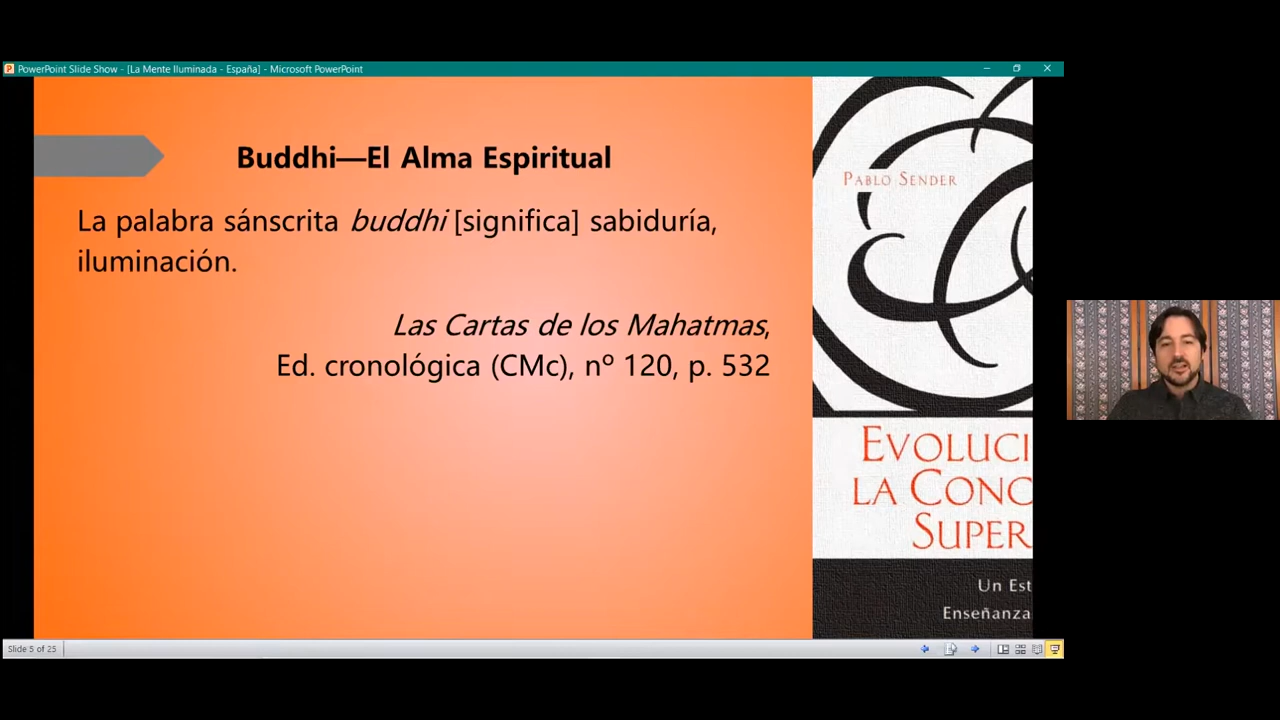 PowerPoint Slide Show - [La Mente Iluminada - España] - Microsoft PowerPoint
Buddhi—El Alma Espiritual
La palabra sánscrita buddhi [significa] sabiduría,
iluminación.
Las Cartas de los Mahatmas,
Ed. cronológica (CMc), nº 120, p. 532
PABLO SENDER
EVOLUCI
LA CONC
SUPER
Un Est
Enseñanza
Slide 5 of 25